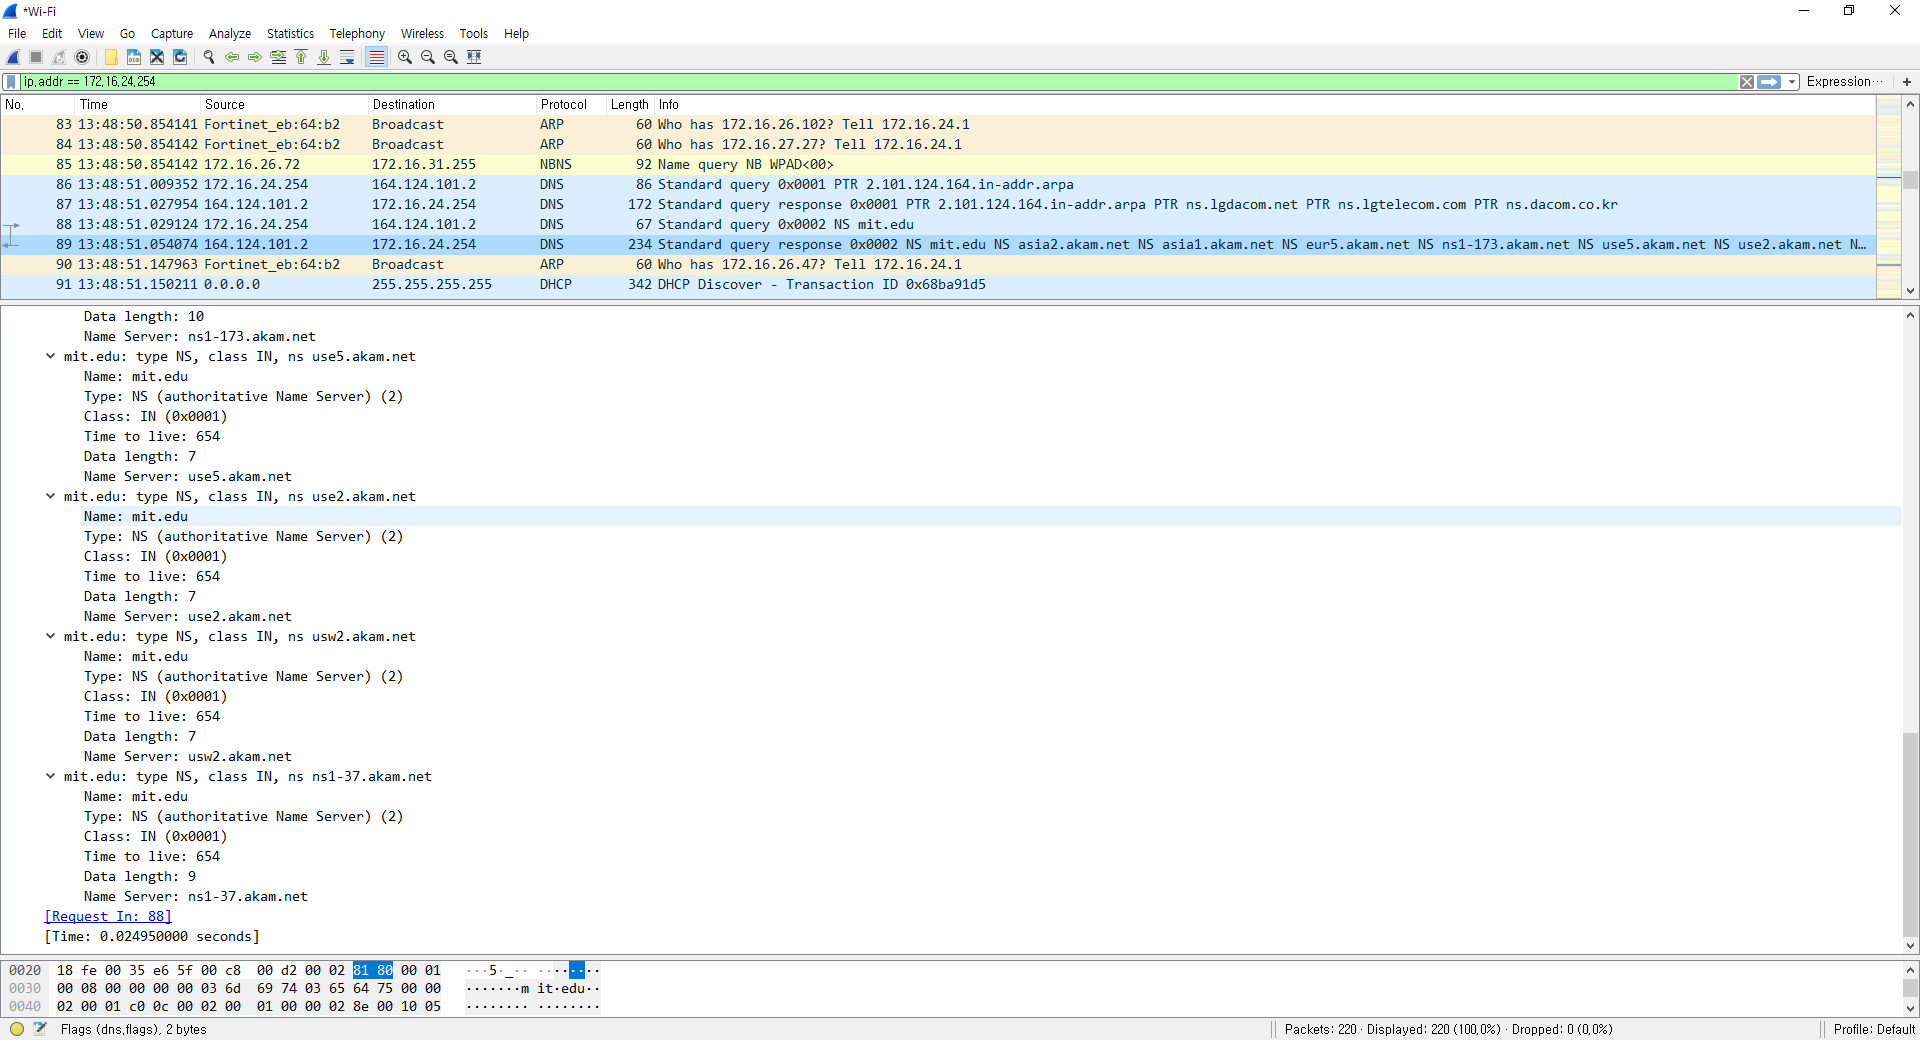 *Wi-Fi
File Edit View Go Capture Analyze Statistics Telephony Wireless Tools Help
ip.addr == 172.16.24.254 Expression… +
No. Time Source Destination Protocol Length Info
83 13:48:50.854141 Fortinet_eb:64:b2 Broadcast ARP 60 Who has 172.16.26.102? Tell 172.16.24.1
84 13:48:50.854142 Fortinet_eb:64:b2 Broadcast ARP 60 Who has 172.16.27.27? Tell 172.16.24.1
85 13:48:50.854142 172.16.26.72 172.16.31.255 NBNS 92 Name query NB WPAD<00>
86 13:48:51.009352 172.16.24.254 164.124.101.2 DNS 86 Standard query 0x0001 PTR 2.101.124.164.in-addr.arpa
87 13:48:51.027954 164.124.101.2 172.16.24.254 DNS 172 Standard query response 0x0001 PTR 2.101.124.164.in-addr.arpa PTR ns.lgdacom.net PTR ns.lgtelecom.com PTR ns.dacom.co.kr
88 13:48:51.029124 172.16.24.254 164.124.101.2 DNS 67 Standard query 0x0002 NS mit.edu
89 13:48:51.054074 164.124.101.2 172.16.24.254 DNS 234 Standard query response 0x0002 NS mit.edu NS asia2.akam.net NS asia1.akam.net NS eur5.akam.net NS ns1-173.akam.net NS use5.akam.net NS use2.akam.net N…
90 13:48:51.147963 Fortinet_eb:64:b2 Broadcast ARP 60 Who has 172.16.26.47? Tell 172.16.24.1
91 13:48:51.150211 0.0.0.0 255.255.255.255 DHCP 342 DHCP Discover - Transaction ID 0x68ba91d5
Data length: 10
Name Server: ns1-173.akam.net
mit.edu: type NS, class IN, ns use5.akam.net
Name: mit.edu
Type: NS (authoritative Name Server) (2)
Class: IN (0x0001)
Time to live: 654
Data length: 7
Name Server: use5.akam.net
mit.edu: type NS, class IN, ns use2.akam.net
Name: mit.edu
Type: NS (authoritative Name Server) (2)
Class: IN (0x0001)
Time to live: 654
Data length: 7
Name Server: use2.akam.net
mit.edu: type NS, class IN, ns usw2.akam.net
Name: mit.edu
Type: NS (authoritative Name Server) (2)
Class: IN (0x0001)
Time to live: 654
Data length: 7
Name Server: usw2.akam.net
mit.edu: type NS, class IN, ns ns1-37.akam.net
Name: mit.edu
Type: NS (authoritative Name Server) (2)
Class: IN (0x0001)
Time to live: 654
Data length: 9
Name Server: ns1-37.akam.net
[Request In: 88]
[Time: 0.024950000 seconds]
0020 18 fe 00 35 e6 5f 00 c8 00 d2 00 02 81 80 00 01 ···5·_·· ········
0030 00 08 00 00 00 00 03 6d 69 74 03 65 64 75 00 00 ·······m it·edu··
0040 02 00 01 c0 0c 00 02 00 01 00 00 02 8e 00 10 05 ········ ········
Flags (dns.flags), 2 bytes Packets: 220 · Displayed: 220 (100.0%) · Dropped: 0 (0.0%) Profile: Default